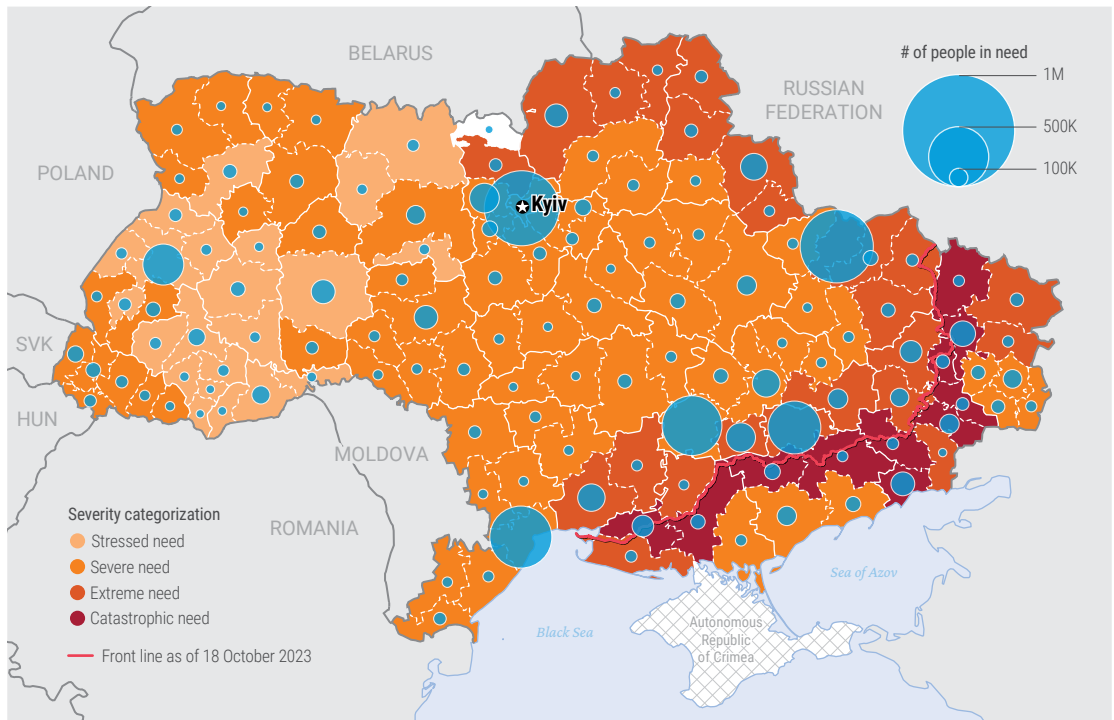 BELARUS
# of people in need
1M
500K
100K
RUSSIAN
FEDERATION
POLAND
Kyiv
SVK
HUN
MOLDOVA
ROMANIA
Severity categorization
Stressed need
Severe need
Extreme need
Catastrophic need
Front line as of 18 October 2023
Sea of Azov
Black Sea
Autonomous
Republic
of Crimea